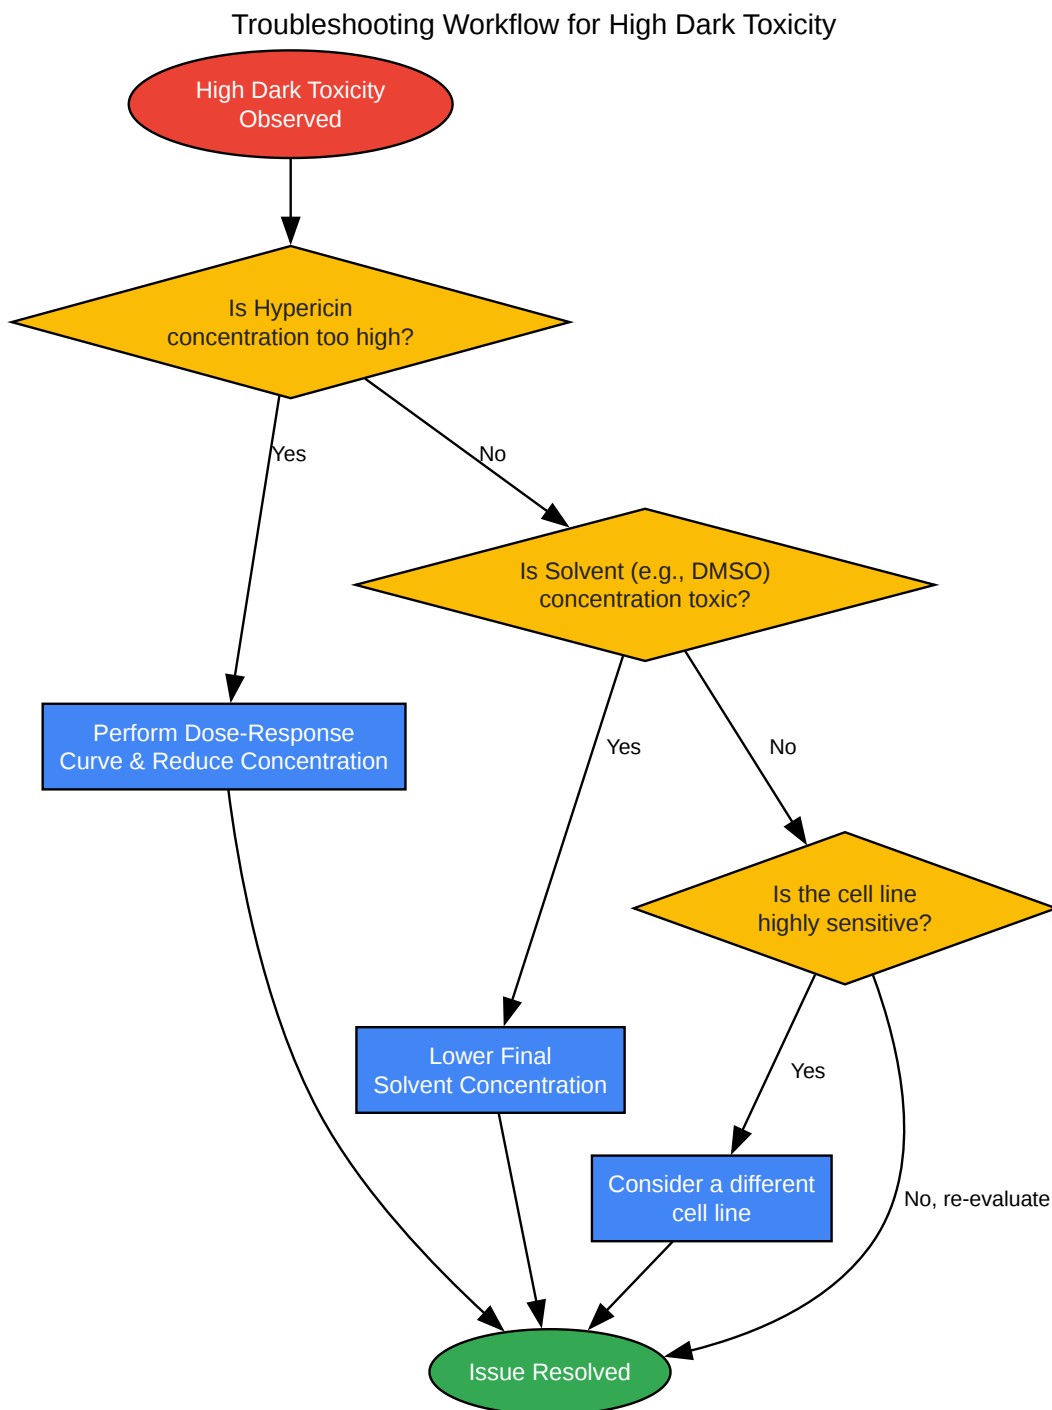 Troubleshooting Workflow for High Dark Toxicity
High Dark Toxicity
Observed
Is Hypericin
concentration too high?
Yes
No
Is Solvent (e.g., DMSO)
concentration toxic?
Perform Dose-Response
Curve & Reduce Concentration
Yes
No
Is the cell line
highly sensitive?
Lower Final
Solvent Concentration
Yes
Consider a different
cell line
No, re-evaluate
Issue Resolved